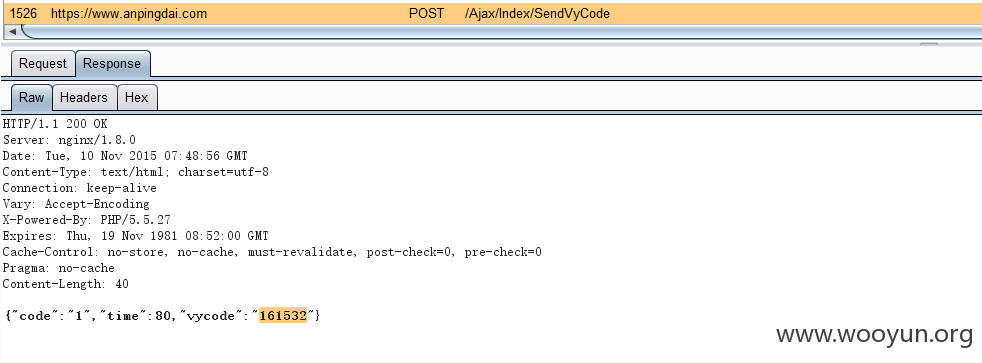 1526 https://www.anpingdai.com POST /Ajax/Index/SendVyCode
Request Response
Raw Headers Hex
HTTP/1.1 200 OK
Server: nginx/1.8.0
Date: Tue, 10 Nov 2015 07:48:56 GMT
Content-Type: text/html; charset=utf-8
Connection: keep-alive
Vary: Accept-Encoding
X-Powered-By: PHP/5.5.27
Expires: Thu, 19 Nov 1981 08:52:00 GMT
Cache-Control: no-store, no-cache, must-revalidate, post-check=0, pre-check=0
Pragma: no-cache
Content-Length: 40
{"code":"1","time":80,"vycode":"161532"}
www.wooyun.org